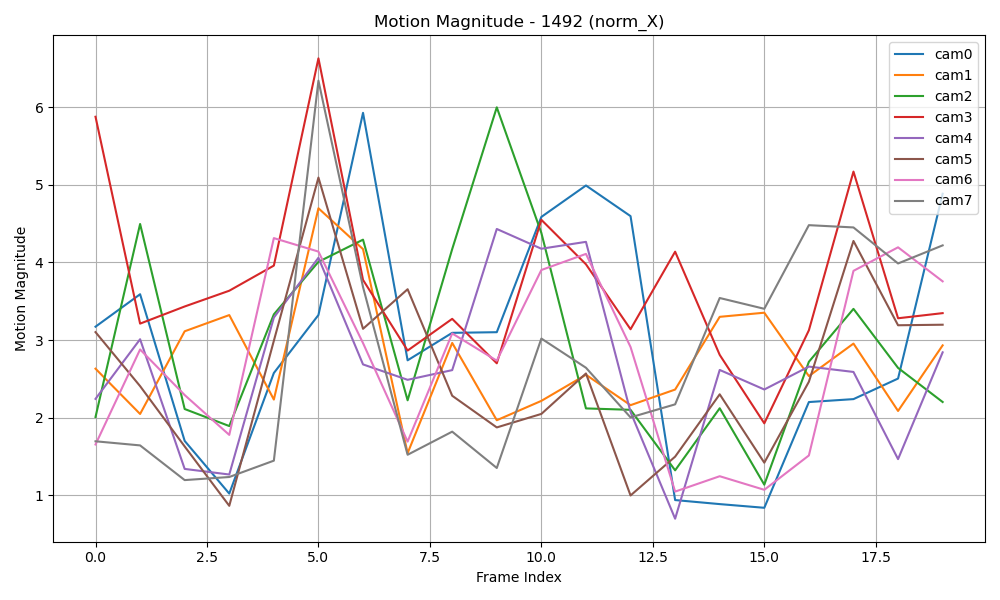 Motion Magnitude - 1492 (norm_X)
cam0
cam1
cam2
cam3
cam4
cam5
cam6
cam7
Motion Magnitude
6
5
4
3
2
1
0.0 2.5 5.0 7.5 10.0 12.5 15.0 17.5
Frame Index